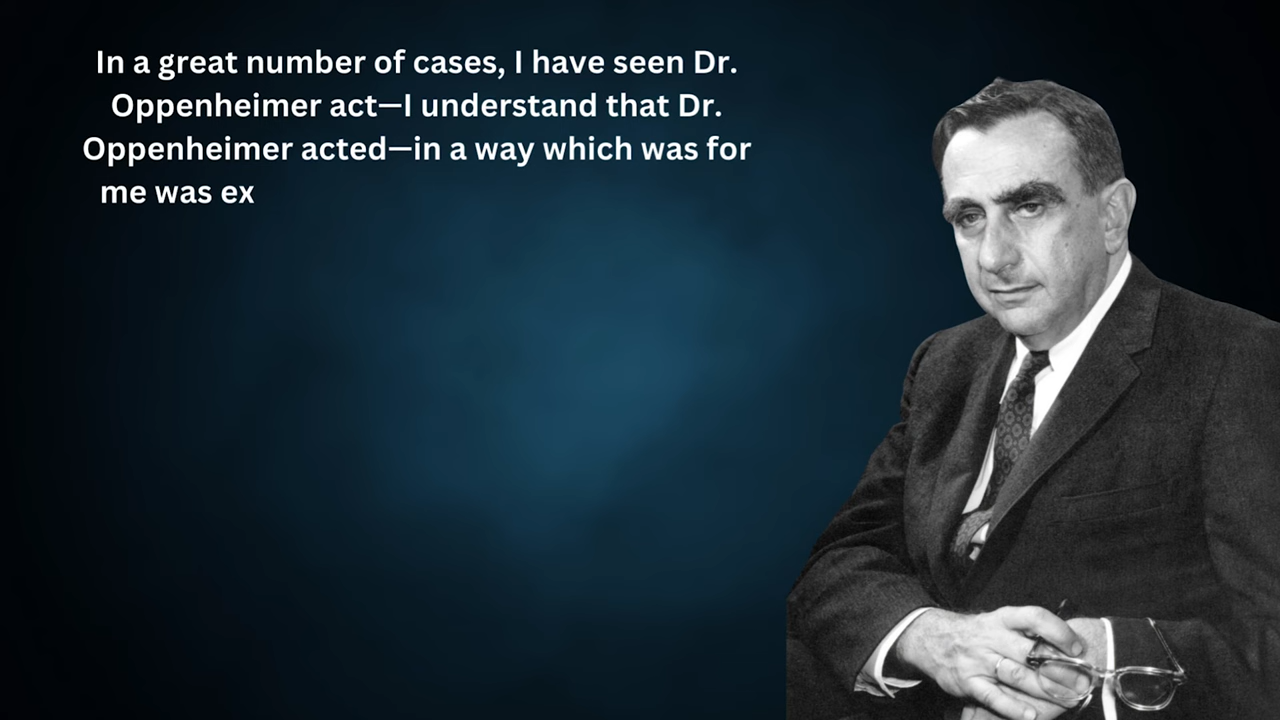 In a great number of cases, I have seen Dr.
Oppenheimer act—I understand that Dr.
Oppenheimer acted—in a way which was for
me was ex